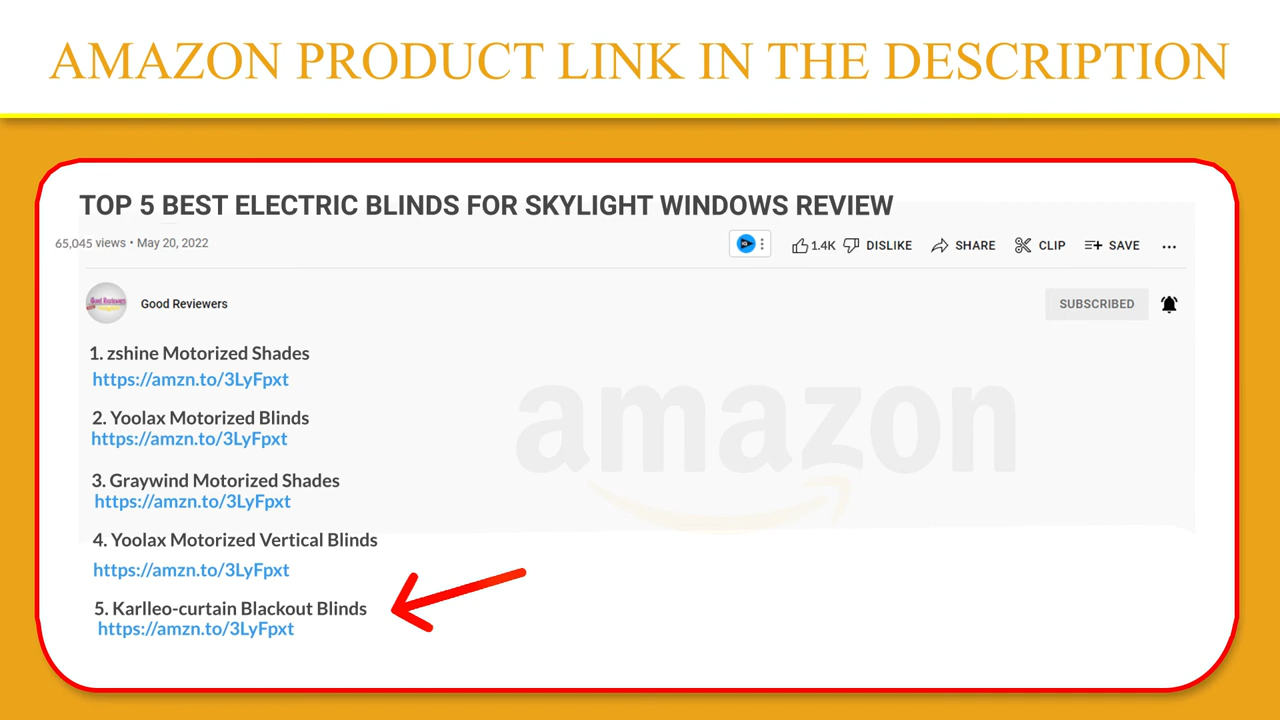 AMAZON PRODUCT LINK IN THE DESCRIPTION
TOP 5 BEST ELECTRIC BLINDS FOR SKYLIGHT WINDOWS REVIEW
65,045 views • May 20, 2022
1.4K DISLIKE SHARE CLIP SAVE ...
Good Reviewers
SUBSCRIBED
1. zshine Motorized Shades
https://amzn.to/3LyFpxt
2. Yoolax Motorized Blinds
https://amzn.to/3LyFpxt
3. Graywind Motorized Shades
https://amzn.to/3LyFpxt
4. Yoolax Motorized Vertical Blinds
https://amzn.to/3LyFpxt
5. Karlleo-curtain Blackout Blinds
https://amzn.to/3LyFpxt
amazon